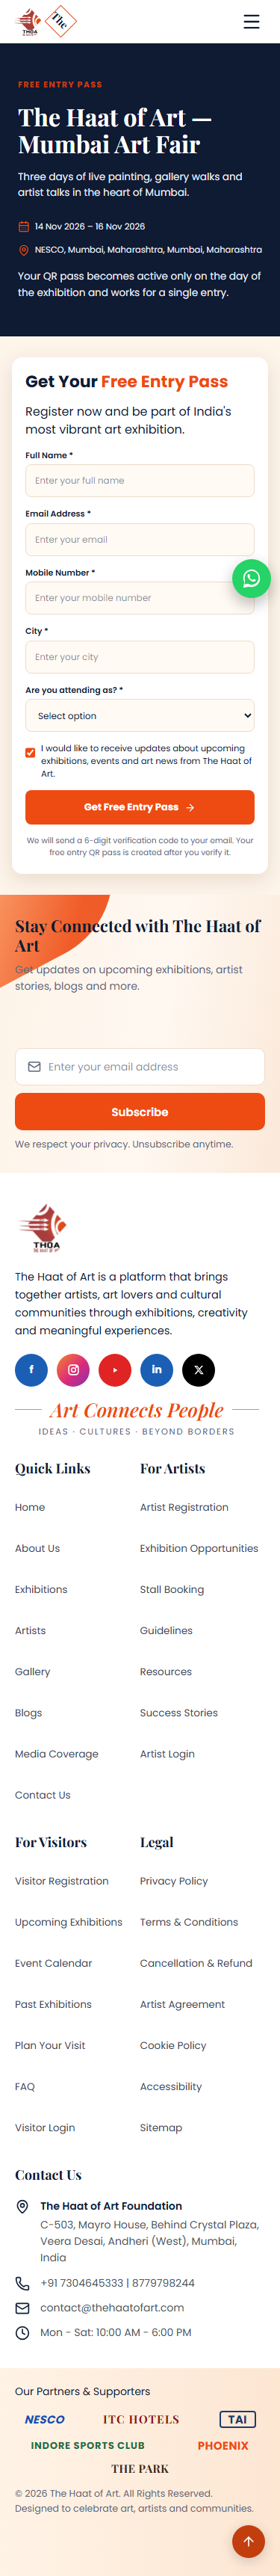 THOA
The
FREE ENTRY PASS
The Haat of Art —
Mumbai Art Fair
Three days of live painting, gallery walks and
artist talks in the heart of Mumbai.
14 Nov 2026 – 16 Nov 2026
NESCO, Mumbai, Maharashtra, Mumbai, Maharashtra
Your QR pass becomes active only on the day of
the exhibition and works for a single entry.
Get Your Free Entry Pass
Register now and be part of India's
most vibrant art exhibition.
Full Name *
Enter your full name
Email Address *
Enter your email
Mobile Number *
Enter your mobile number
City *
Enter your city
Are you attending as? *
Select option
I would like to receive updates about upcoming
exhibitions, events and art news from The Haat of
Art.
Get Free Entry Pass →
We will send a 6-digit verification code to your email. Your
free entry QR pass is created after you verify it.
Stay Connected with The Haat of
Art
Get updates on upcoming exhibitions, artist
stories, blogs and more.
Enter your email address
Subscribe
We respect your privacy. Unsubscribe anytime.
THOA
THE HAAT OF ART
The Haat of Art is a platform that brings
together artists, art lovers and cultural
communities through exhibitions, creativity
and meaningful experiences.
f in X
Art Connects People
IDEAS · CULTURES · BEYOND BORDERS
Quick Links
Home
About Us
Exhibitions
Artists
Gallery
Blogs
Media Coverage
Contact Us
For Artists
Artist Registration
Exhibition Opportunities
Stall Booking
Guidelines
Resources
Success Stories
Artist Login
For Visitors
Visitor Registration
Upcoming Exhibitions
Event Calendar
Past Exhibitions
Plan Your Visit
FAQ
Visitor Login
Legal
Privacy Policy
Terms & Conditions
Cancellation & Refund
Artist Agreement
Cookie Policy
Accessibility
Sitemap
Contact Us
The Haat of Art Foundation
C-503, Mayro House, Behind Crystal Plaza,
Veera Desai, Andheri (West), Mumbai,
India
+91 7304645333 | 8779798244
contact@thehaatofart.com
Mon - Sat: 10:00 AM - 6:00 PM
Our Partners & Supporters
NESCO ITC HOTELS TAI
INDORE SPORTS CLUB PHOENIX
THE PARK
© 2026 The Haat of Art. All Rights Reserved.
Designed to celebrate art, artists and communities.